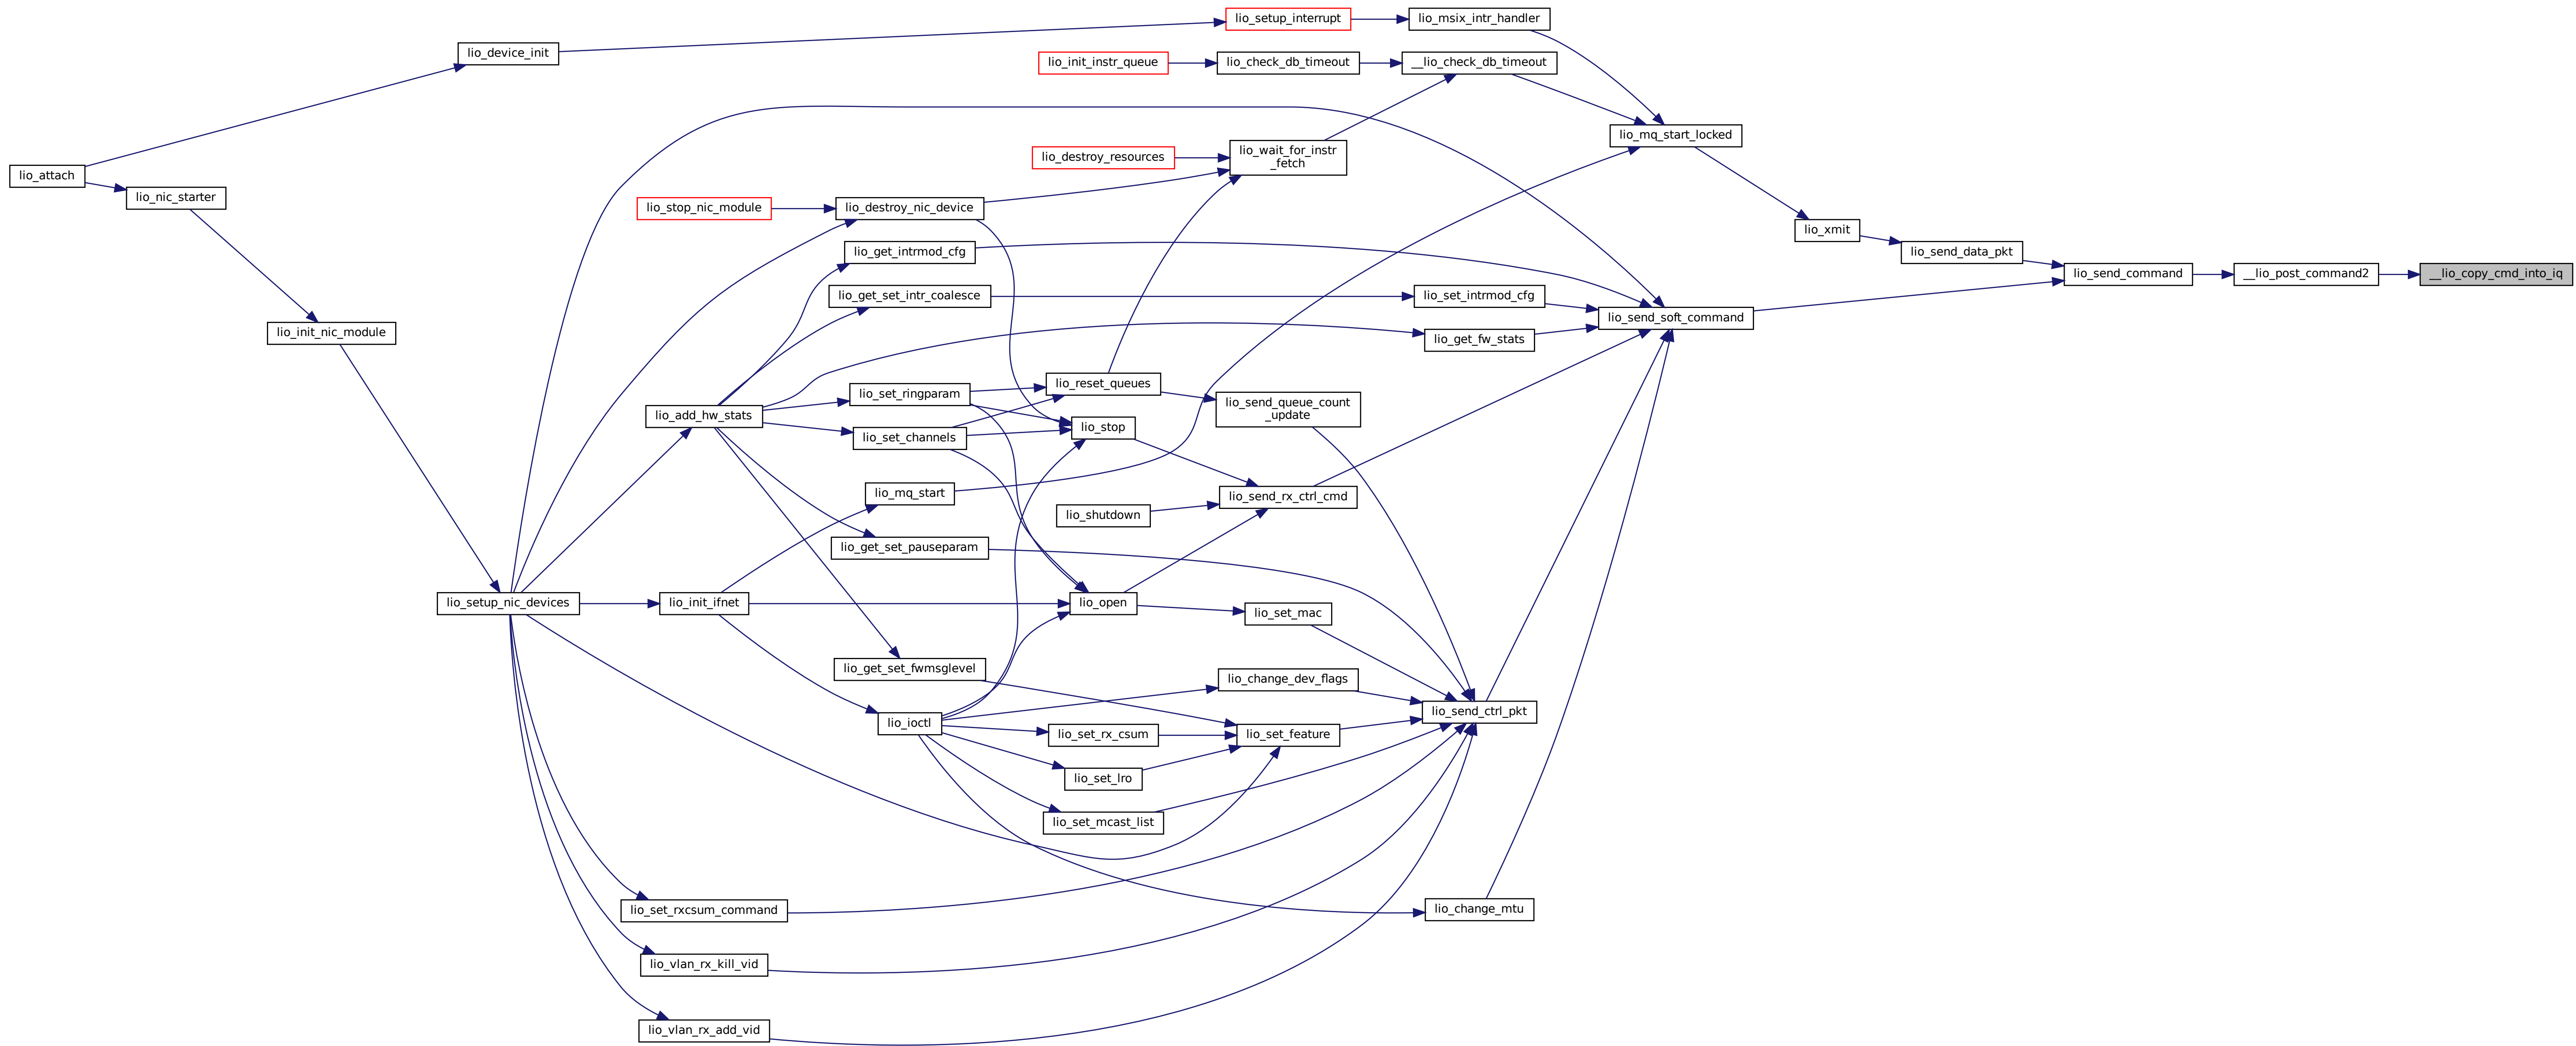 lio_setup_interrupt
lio_msix_intr_handler
lio_device_init
lio_init_instr_queue
lio_check_db_timeout
__lio_check_db_timeout
lio_mq_start_locked
lio_wait_for_instr
_fetch
lio_destroy_resources
lio_attach
lio_nic_starter
lio_stop_nic_module
lio_destroy_nic_device
lio_xmit
lio_get_intrmod_cfg
lio_send_data_pkt
lio_send_command
__lio_post_command2
__lio_copy_cmd_into_iq
lio_get_set_intr_coalesce
lio_set_intrmod_cfg
lio_send_soft_command
lio_init_nic_module
lio_get_fw_stats
lio_reset_queues
lio_set_ringparam
lio_send_queue_count
_update
lio_add_hw_stats
lio_stop
lio_set_channels
lio_mq_start
lio_send_rx_ctrl_cmd
lio_shutdown
lio_get_set_pauseparam
lio_setup_nic_devices
lio_init_ifnet
lio_open
lio_set_mac
lio_get_set_fwmsglevel
lio_change_dev_flags
lio_send_ctrl_pkt
lio_ioctl
lio_set_rx_csum
lio_set_feature
lio_set_lro
lio_set_mcast_list
lio_set_rxcsum_command
lio_change_mtu
lio_vlan_rx_kill_vid
lio_vlan_rx_add_vid